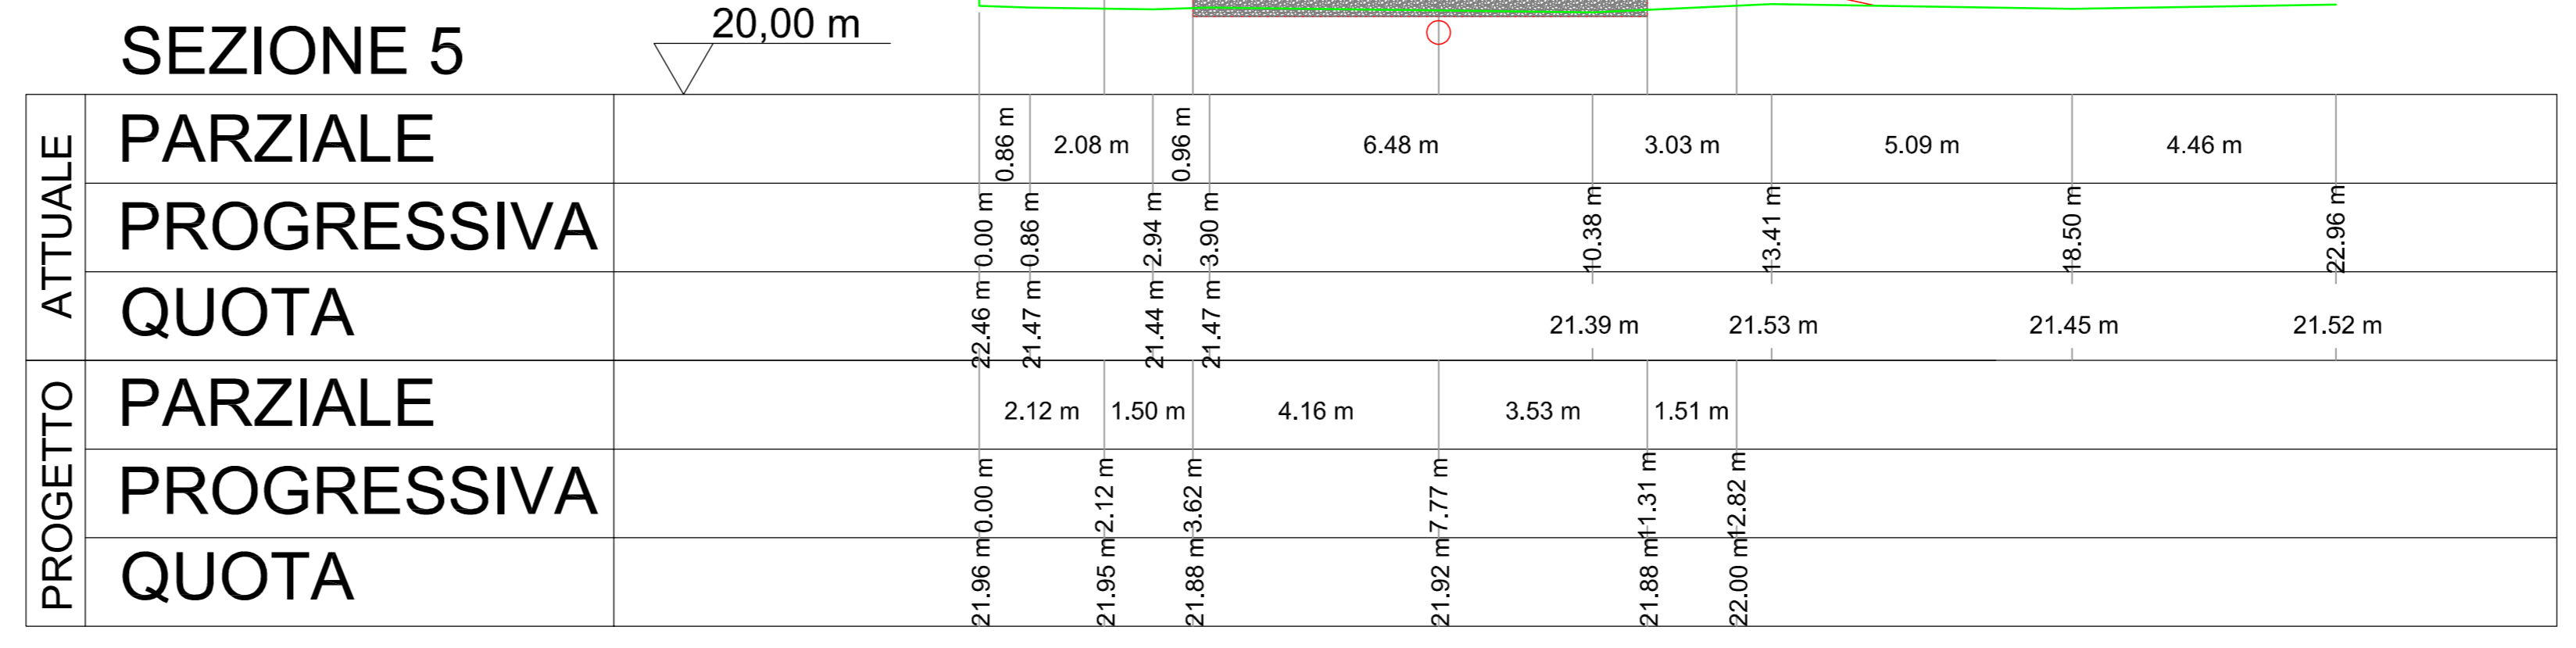 20,00 m
SEZIONE 5
ATTUALE
PARZIALE 0.86 m 2.08 m 0.96 m 6.48 m 3.03 m 5.09 m 4.46 m
PROGRESSIVA 0.00 m 0.86 m 2.94 m 3.90 m 10.38 m 13.41 m 18.50 m 22.96 m
QUOTA 22.46 m 21.47 m 21.44 m 21.47 m 21.39 m 21.53 m 21.45 m 21.52 m
PROGETTO
PARZIALE 2.12 m 1.50 m 4.16 m 3.53 m 1.51 m
PROGRESSIVA 0.00 m 2.12 m 3.62 m 7.77 m 11.31 m 12.82 m
QUOTA 21.96 m 21.95 m 21.88 m 21.92 m 21.88 m 22.00 m